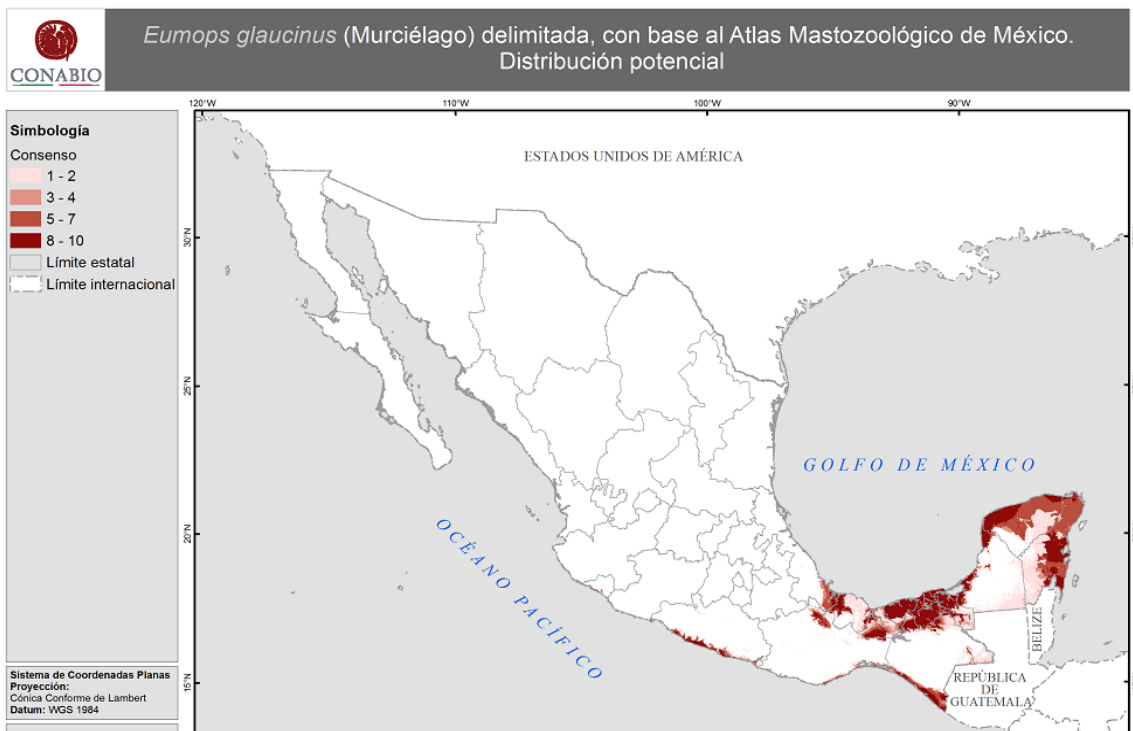 CONABIO
Eumops glaucinus (Murciélago) delimitada, con base al Atlas Mastozoológico de México.
Distribución potencial
Simbología
Consenso
1 - 2
3 - 4
5 - 7
8 - 10
Límite estatal
Límite internacional
Sistema de Coordenadas Planas
Proyección:
Cónica Conforme de Lambert
Datum: WGS 1984
120°W
110°W
100°W
90°W
30°N
25°N
20°N
15°N
ESTADOS UNIDOS DE AMÉRICA
GOLFO DE MÉXICO
OCÉANO PACÍFICO
BELIZE
REPÚBLICA
DE
GUATEMALA